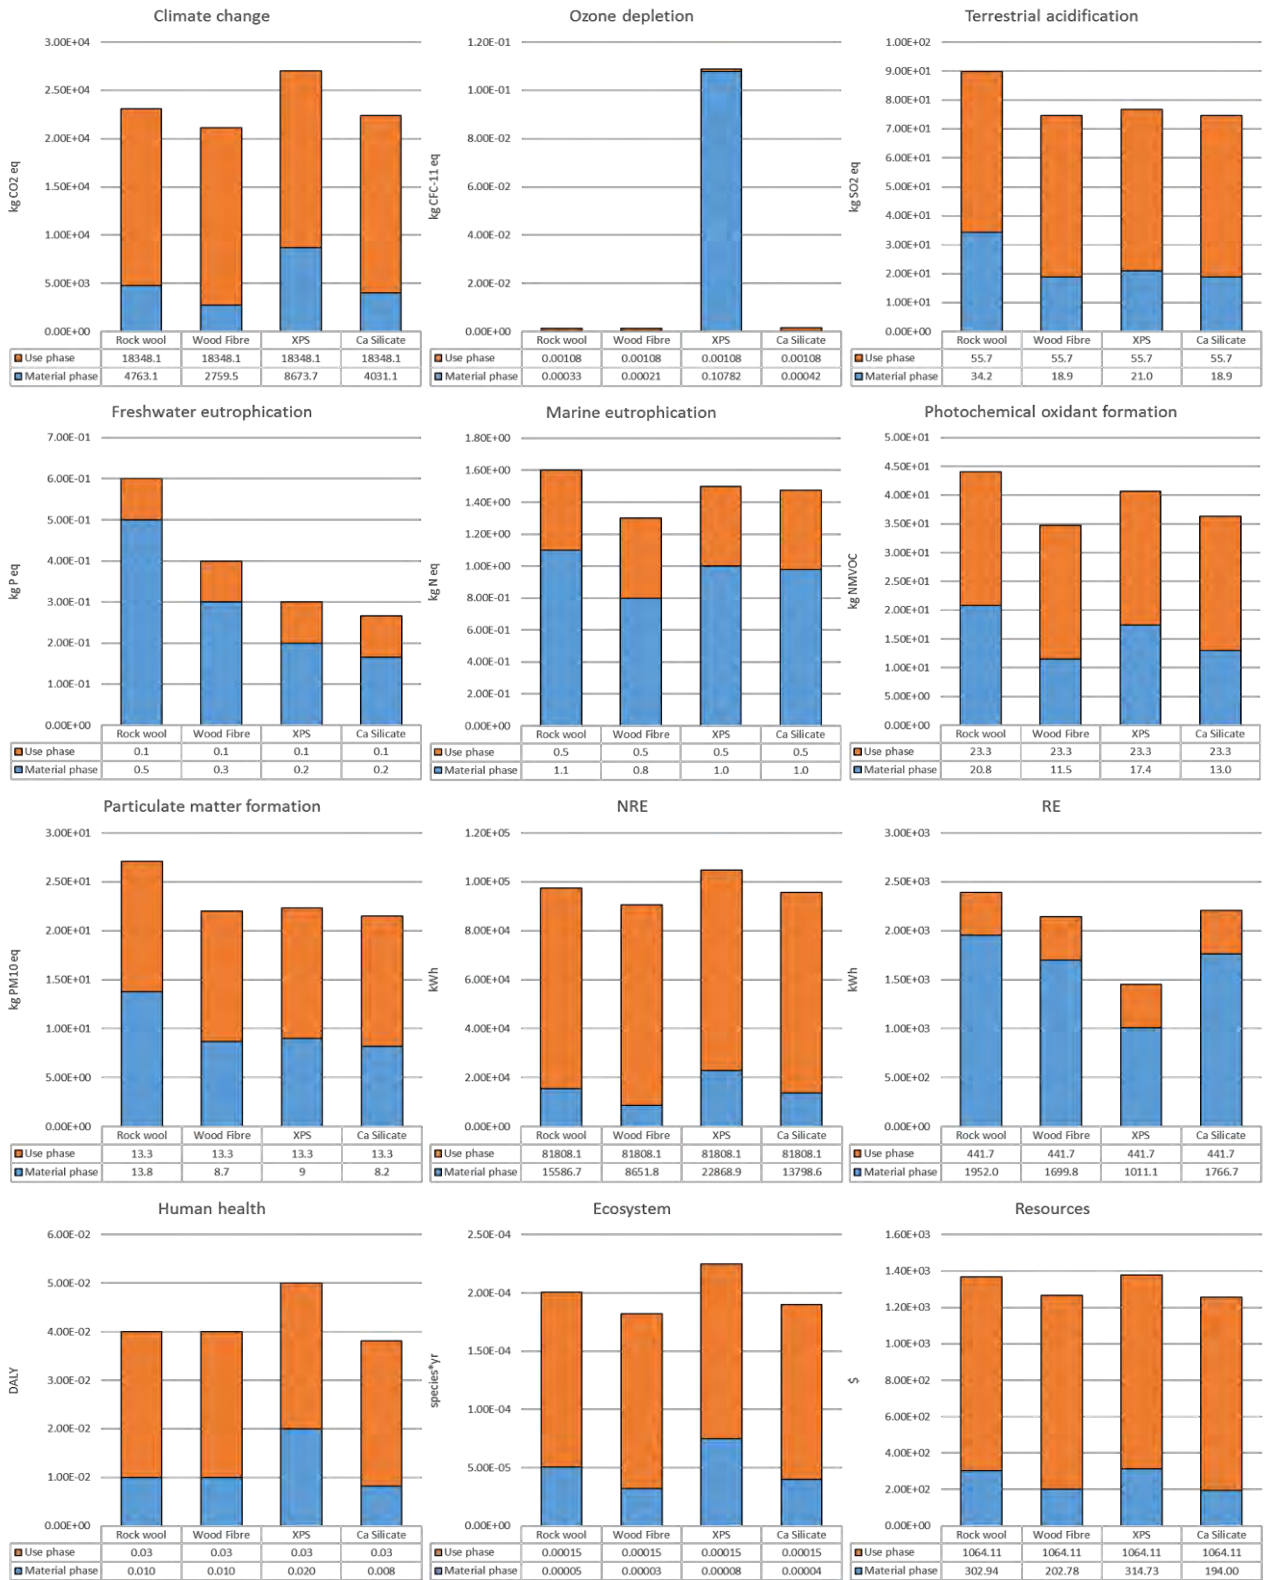 Climate change
kg CO2 eq
3.00E+04
2.50E+04
2.00E+04
1.50E+04
1.00E+04
5.00E+03
0.00E+00
Rock wool Wood Fibre XPS Ca Silicate
Use phase 18348.1 18348.1 18348.1 18348.1
Material phase 4763.1 2759.5 8673.7 4031.1
Ozone depletion
kg CFC-11 eq
1.20E-01
1.00E-01
8.00E-02
6.00E-02
4.00E-02
2.00E-02
0.00E+00
Rock wool Wood Fibre XPS Ca Silicate
Use phase 0.00108 0.00108 0.00108 0.00108
Material phase 0.00033 0.00021 0.10782 0.00042
Terrestrial acidification
kg SO2 eq
1.00E+02
9.00E+01
8.00E+01
7.00E+01
6.00E+01
5.00E+01
4.00E+01
3.00E+01
2.00E+01
1.00E+01
0.00E+00
Rock wool Wood Fibre XPS Ca Silicate
Use phase 55.7 55.7 55.7 55.7
Material phase 34.2 18.9 21.0 18.9
Freshwater eutrophication
kg P eq
7.00E-01
6.00E-01
5.00E-01
4.00E-01
3.00E-01
2.00E-01
1.00E-01
0.00E+00
Rock wool Wood Fibre XPS Ca Silicate
Use phase 0.1 0.1 0.1 0.1
Material phase 0.5 0.3 0.2 0.2
Marine eutrophication
kg N eq
1.80E+00
1.60E+00
1.40E+00
1.20E+00
1.00E+00
8.00E-01
6.00E-01
4.00E-01
2.00E-01
0.00E+00
Rock wool Wood Fibre XPS Ca Silicate
Use phase 0.5 0.5 0.5 0.5
Material phase 1.1 0.8 1.0 1.0
Photochemical oxidant formation
kg NMVOC
5.00E+01
4.50E+01
4.00E+01
3.50E+01
3.00E+01
2.50E+01
2.00E+01
1.50E+01
1.00E+01
5.00E+00
0.00E+00
Rock wool Wood Fibre XPS Ca Silicate
Use phase 23.3 23.3 23.3 23.3
Material phase 20.8 11.5 17.4 13.0
Particulate matter formation
kg PM10 eq
3.00E+01
2.50E+01
2.00E+01
1.50E+01
1.00E+01
5.00E+00
0.00E+00
Rock wool Wood Fibre XPS Ca Silicate
Use phase 13.3 13.3 13.3 13.3
Material phase 13.8 8.7 9 8.2
NRE
kWh
1.20E+05
1.00E+05
8.00E+04
6.00E+04
4.00E+04
2.00E+04
0.00E+00
Rock wool Wood Fibre XPS Ca Silicate
Use phase 81808.1 81808.1 81808.1 81808.1
Material phase 15586.7 8651.8 22868.9 13798.6
RE
kWh
3.00E+03
2.50E+03
2.00E+03
1.50E+03
1.00E+03
5.00E+02
0.00E+00
Rock wool Wood Fibre XPS Ca Silicate
Use phase 441.7 441.7 441.7 441.7
Material phase 1952.0 1699.8 1011.1 1766.7
Human health
DALY
6.00E-02
5.00E-02
4.00E-02
3.00E-02
2.00E-02
1.00E-02
0.00E+00
Rock wool Wood Fibre XPS Ca Silicate
Use phase 0.03 0.03 0.03 0.03
Material phase 0.010 0.010 0.020 0.008
Ecosystem
species*yr
2.50E-04
2.00E-04
1.50E-04
1.00E-04
5.00E-05
0.00E+00
Rock wool Wood Fibre XPS Ca Silicate
Use phase 0.00015 0.00015 0.00015 0.00015
Material phase 0.00005 0.00003 0.00008 0.00004
Resources
$
1.60E+03
1.40E+03
1.20E+03
1.00E+03
8.00E+02
6.00E+02
4.00E+02
2.00E+02
0.00E+00
Rock wool Wood Fibre XPS Ca Silicate
Use phase 1064.11 1064.11 1064.11 1064.11
Material phase 302.94 202.78 314.73 194.00